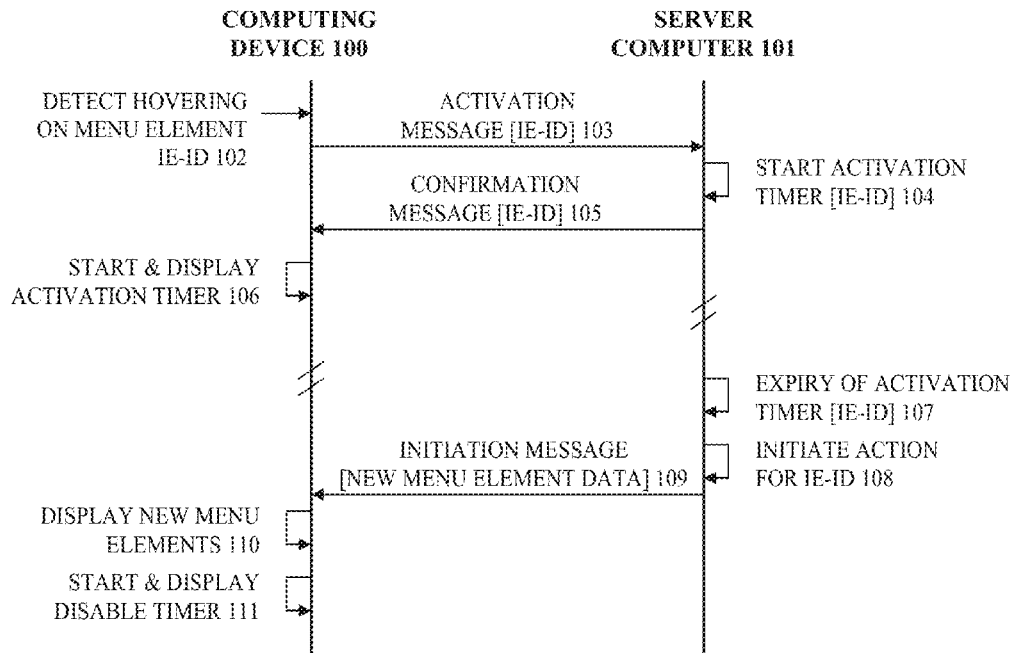 COMPUTING
DEVICE 100
SERVER
COMPUTER 101
DETECT HOVERING
ON MENU ELEMENT
IE-ID 102
ACTIVATION
MESSAGE [IE-ID] 103
START ACTIVATION
TIMER [IE-ID] 104
CONFIRMATION
MESSAGE [IE-ID] 105
START & DISPLAY
ACTIVATION TIMER 106
EXPIRY OF ACTIVATION
TIMER [IE-ID] 107
INITIATE ACTION
FOR IE-ID 108
INITIATION MESSAGE
[NEW MENU ELEMENT DATA] 109
DISPLAY NEW MENU
ELEMENTS 110
START & DISPLAY
DISABLE TIMER 111